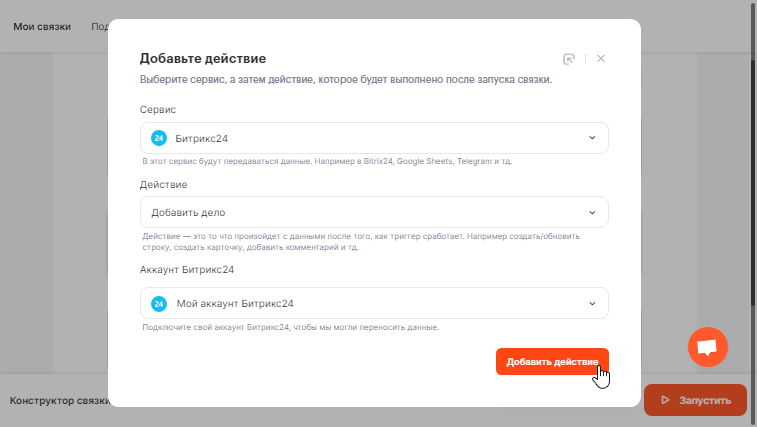 Мои связки
Под
Добавьте действие
Выберите сервис, а затем действие, которое будет выполнено после запуска связки.
Сервис
24 Битрикс24
В этот сервис будут передаваться данные. Например в Bitrix24, Google Sheets, Telegram и тд.
Действие
Добавить дело
Действие — это то что произойдет с данными после того, как триггер сработает. Например создать/обновить
строку, создать карточку, добавить комментарий и тд.
Аккаунт Битрикс24
24 Мой аккаунт Битрикс24
Подключите свой аккаунт Битрикс24, чтобы мы могли переносить данные.
Добавить действие
Конструктор связки
Запустить